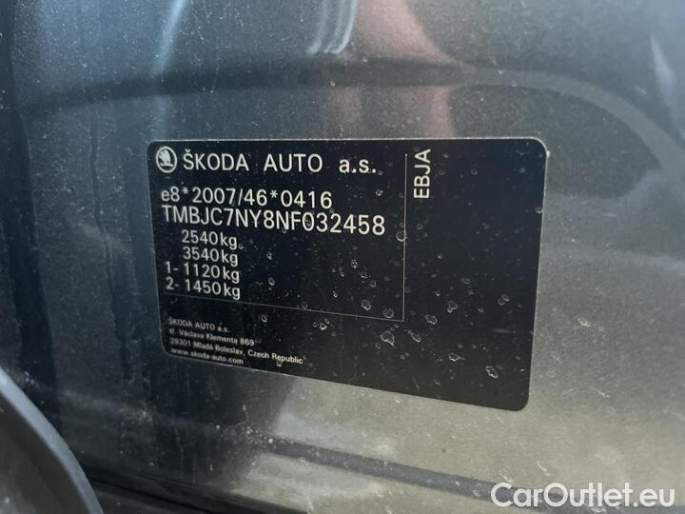 ŠKODA AUTO a.s.
EBJA
e8*2007/46*0416
TMBJC7NY8NF032458
2540kg
3540kg
1- 1120kg
2- 1450kg
ŠKODA AUTO a.s.
tř. Václava Klementa 869
29301 Mladá Boleslav, Czech Republic
www.skoda-auto.com
CarOutlet.eu